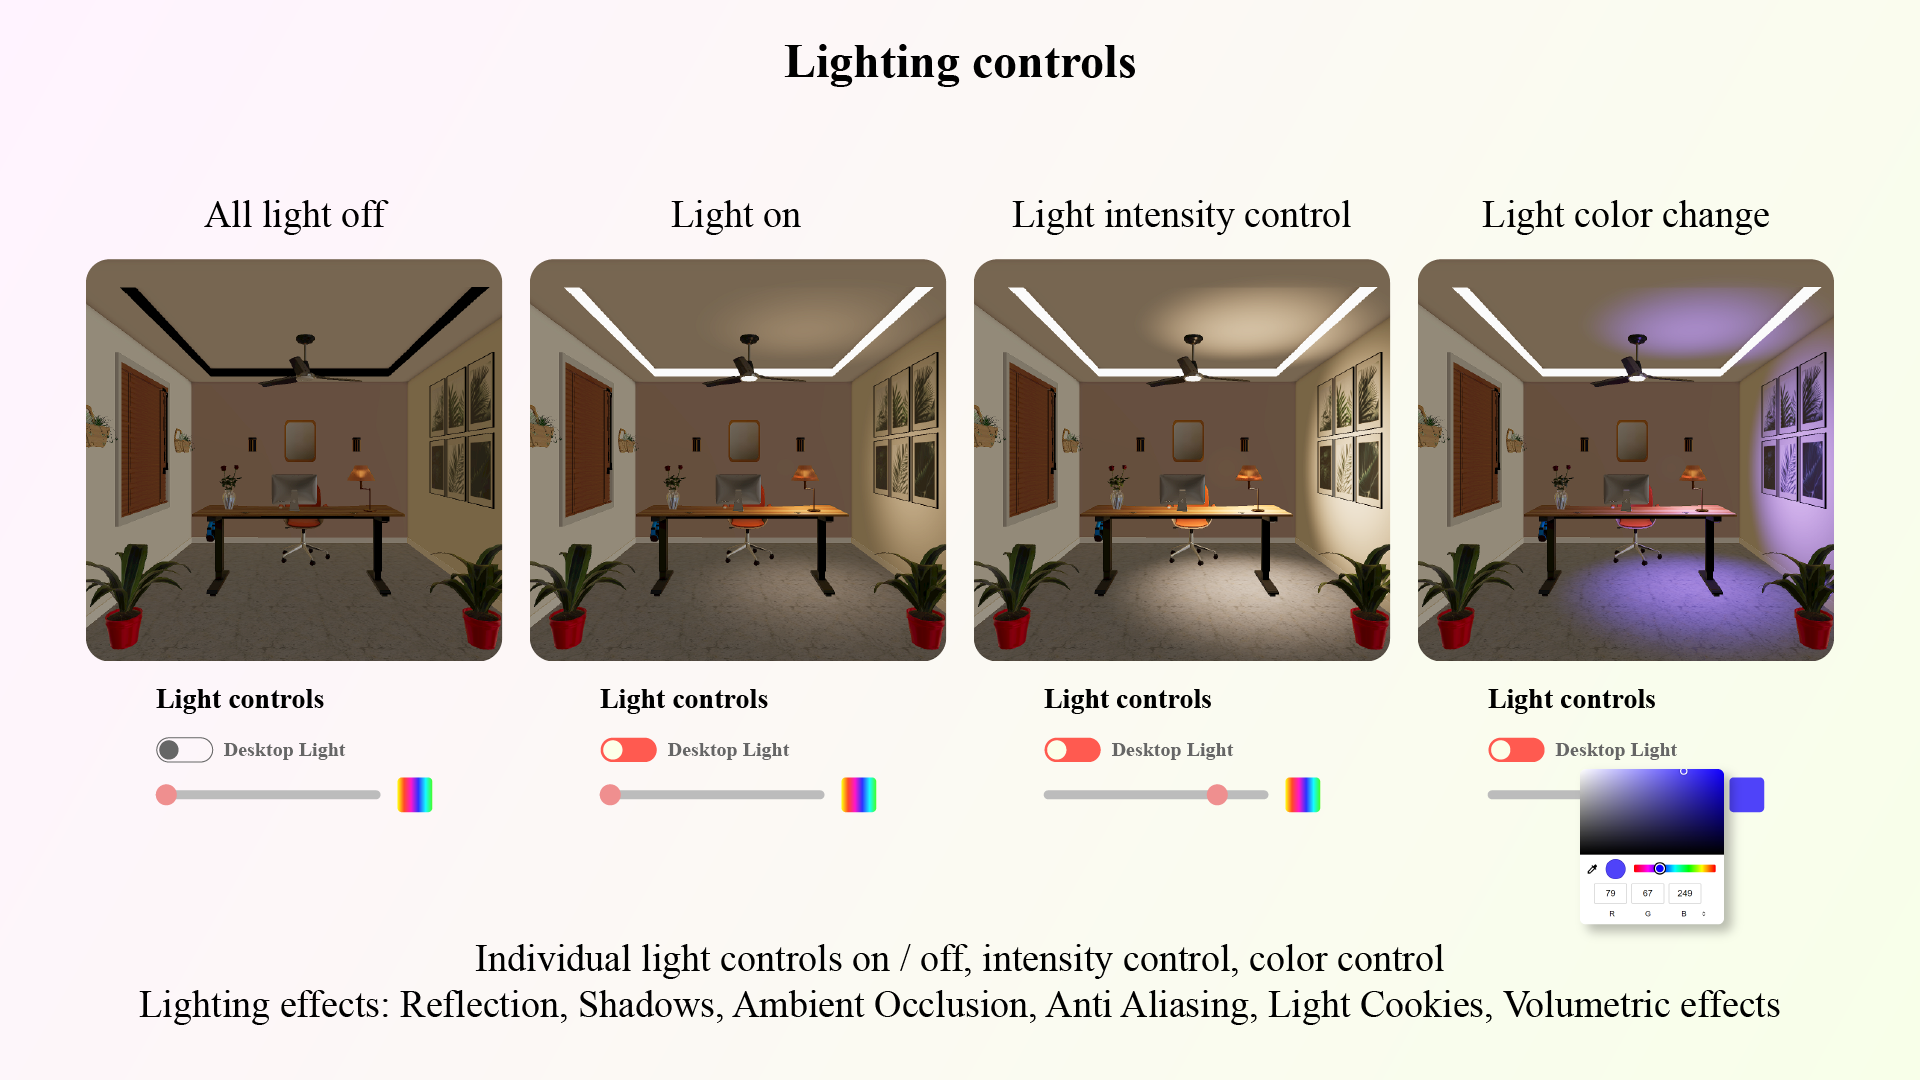 Lighting controls
All light off
Light on
Light intensity control
Light color change
Light controls
Desktop Light
Light controls
Desktop Light
Light controls
Desktop Light
Light controls
Desktop Light
79 67 249
R G B
Individual light controls on / off, intensity control, color control
Lighting effects: Reflection, Shadows, Ambient Occlusion, Anti Aliasing, Light Cookies, Volumetric effects